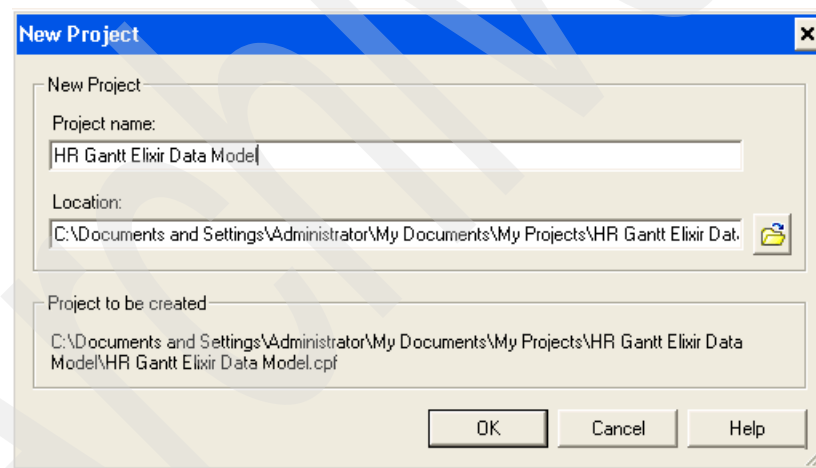 New Project
New Project
Project name:
HR Gantt Elixir Data Model
Location:
C:\Documents and Settings\Administrator\My Documents\My Projects\HR Gantt Elixir Dat
Project to be created
C:\Documents and Settings\Administrator\My Documents\My Projects\HR Gantt Elixir Data
Model\HR Gantt Elixir Data Model.cpf
OK Cancel Help